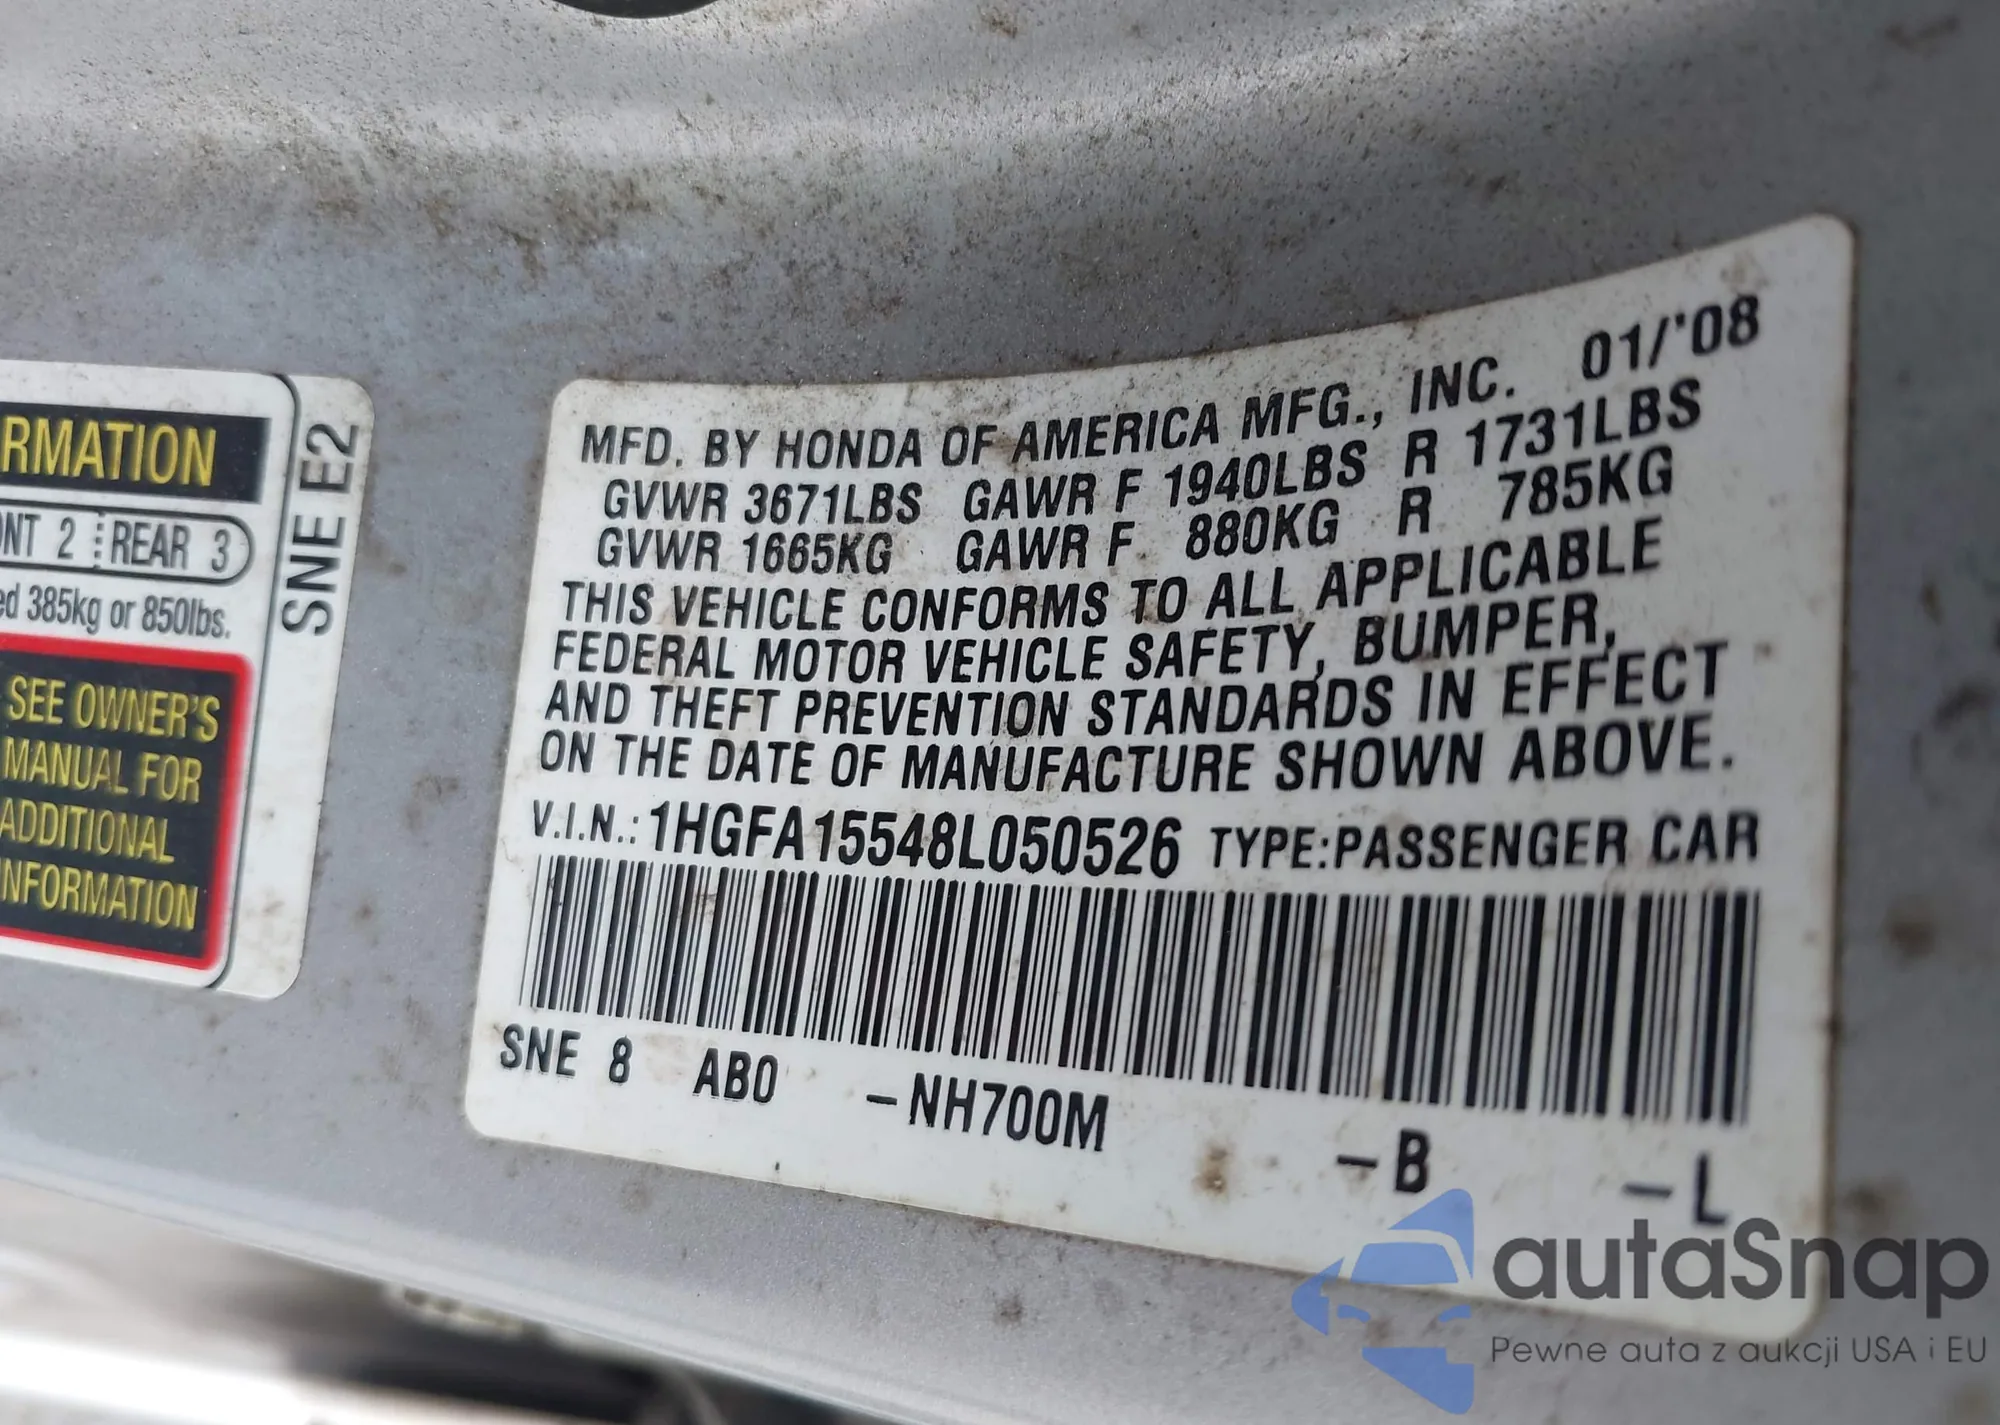 RMATION
NT 2 REAR 3
ed 385kg or 850lbs.
SEE OWNER'S
MANUAL FOR
ADDITIONAL
INFORMATION
SNE E2
MFD. BY HONDA OF AMERICA MFG., INC. 01/'08
GVWR 3671LBS GAWR F 1940LBS R 1731LBS
GVWR 1665KG GAWR F 880KG R 785KG
THIS VEHICLE CONFORMS TO ALL APPLICABLE
FEDERAL MOTOR VEHICLE SAFETY, BUMPER,
AND THEFT PREVENTION STANDARDS IN EFFECT
ON THE DATE OF MANUFACTURE SHOWN ABOVE.
V.I.N.: 1HGFA15548L050526 TYPE:PASSENGER CAR
SNE 8 AB0 -NH700M -B -L
autaSnap
Pewne auta z aukcji USA i EU